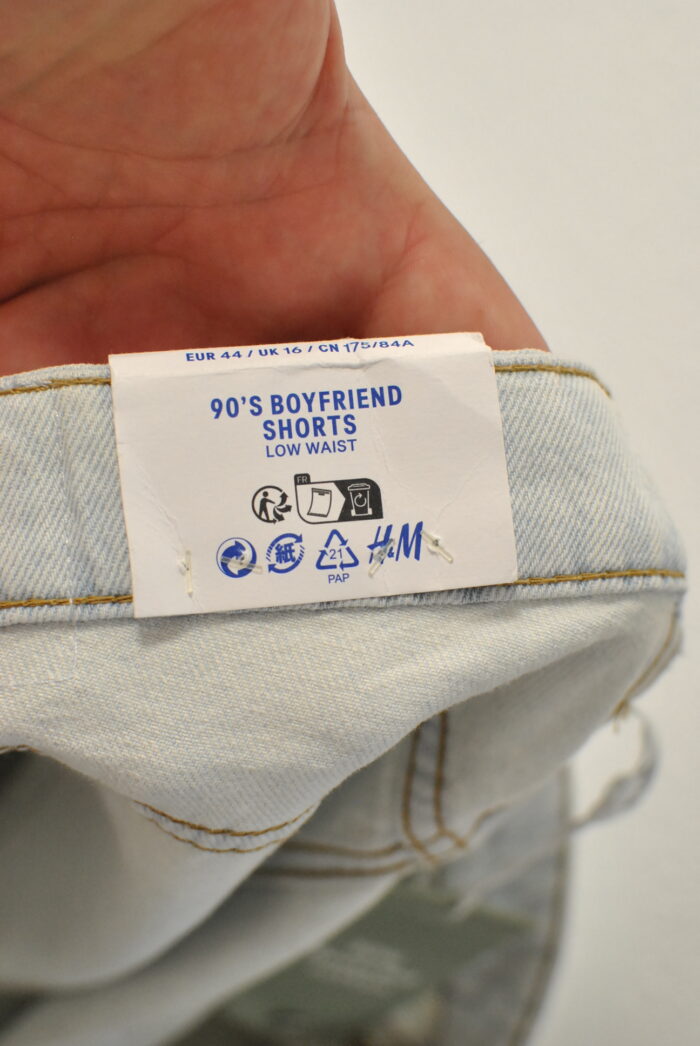 EUR 44 / UK 16 / CN 175/84A
90'S BOYFRIEND
SHORTS
LOW WAIST
FR
紙
21
PAP
H&M